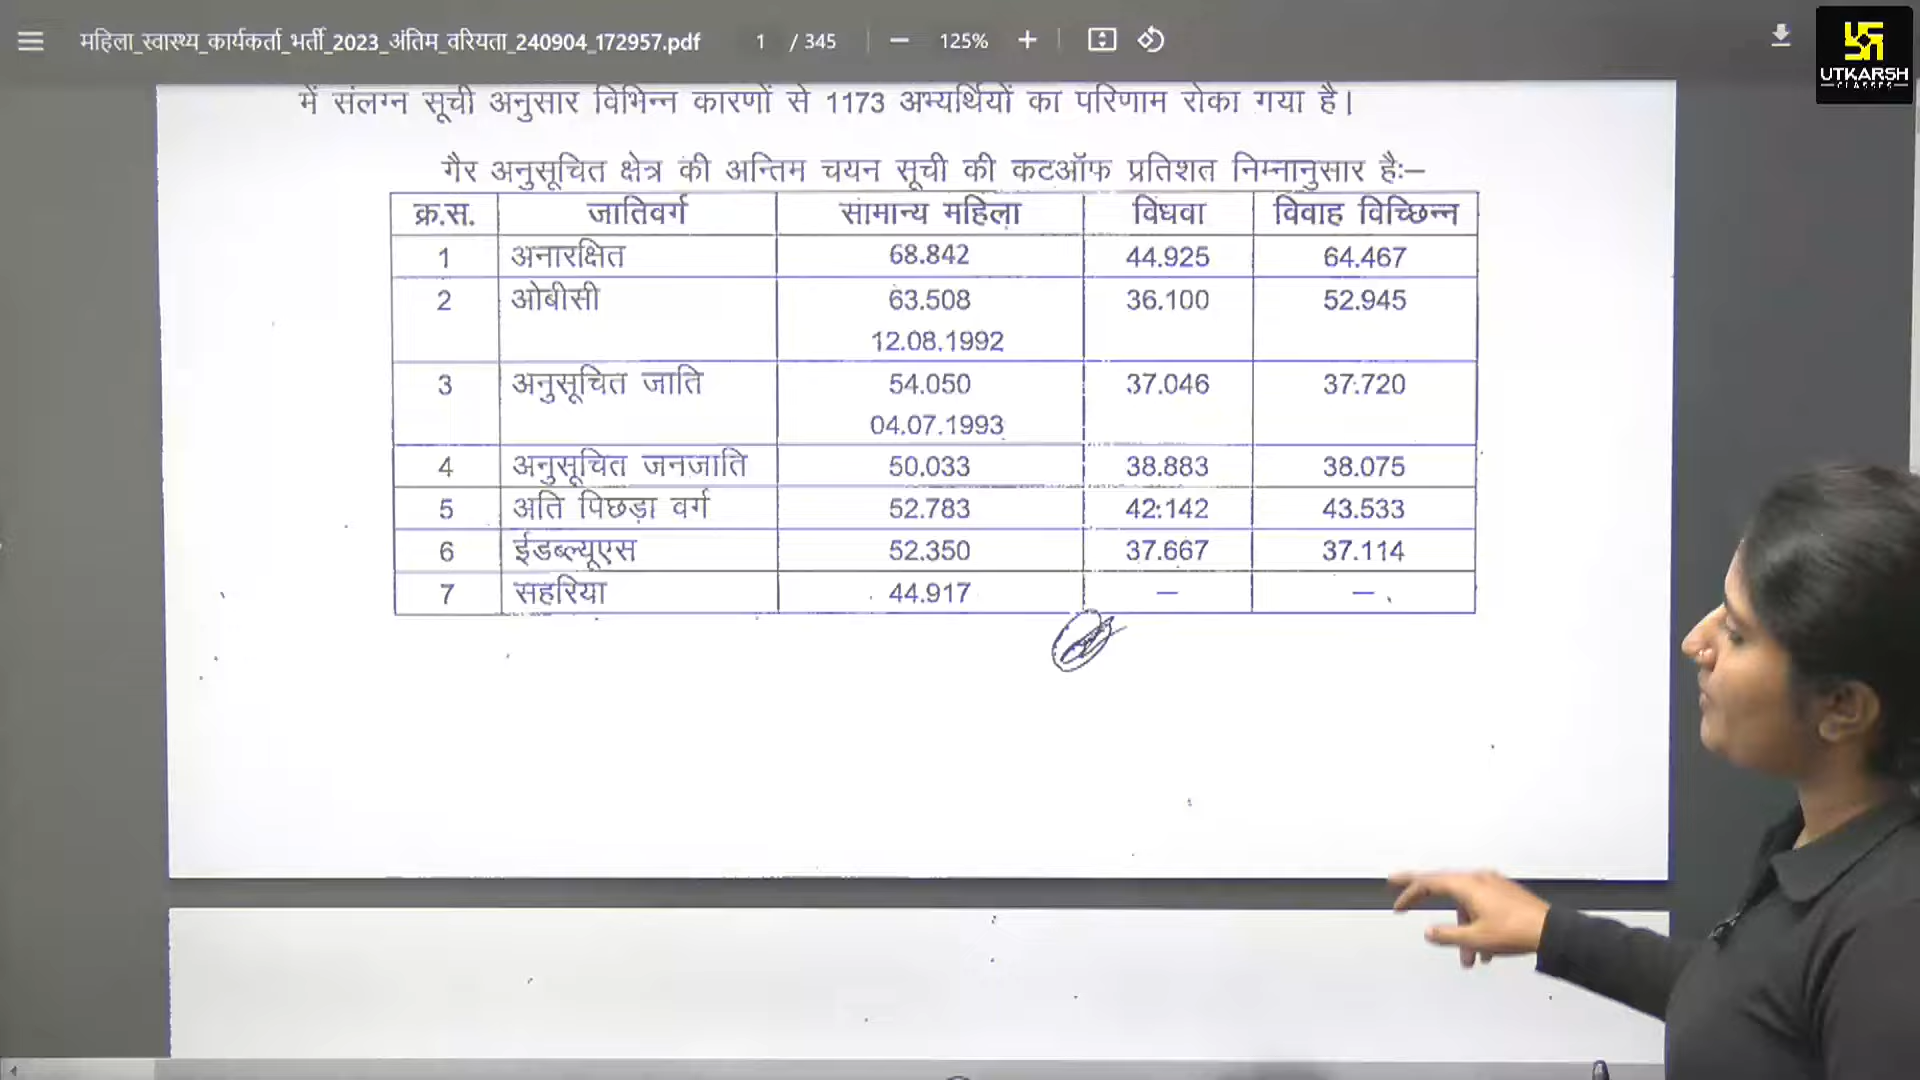 महिला_स्वास्थ्य_कार्यकर्ता_भर्ती_2023_अंतिम_वरियता_240904_172957.pdf 1 / 345 125%
UTKARSH
CLASSES
में संलग्न सूची अनुसार विभिन्न कारणों से 1173 अभ्यर्थियों का परिणाम रोका गया है।
गैर अनुसूचित क्षेत्र की अन्तिम चयन सूची की कटऑफ प्रतिशत निम्नानुसार हैः–
क्र.स. जातिवर्ग सामान्य महिला विधवा विवाह विच्छिन्न
1 अनारक्षित 68.842 44.925 64.467
2 ओबीसी 63.508 36.100 52.945
12.08.1992
3 अनुसूचित जाति 54.050 37.046 37.720
04.07.1993
4 अनुसूचित जनजाति 50.033 38.883 38.075
5 अति पिछड़ा वर्ग 52.783 42.142 43.533
6 ईडब्ल्यूएस 52.350 37.667 37.114
7 सहरिया 44.917 – –